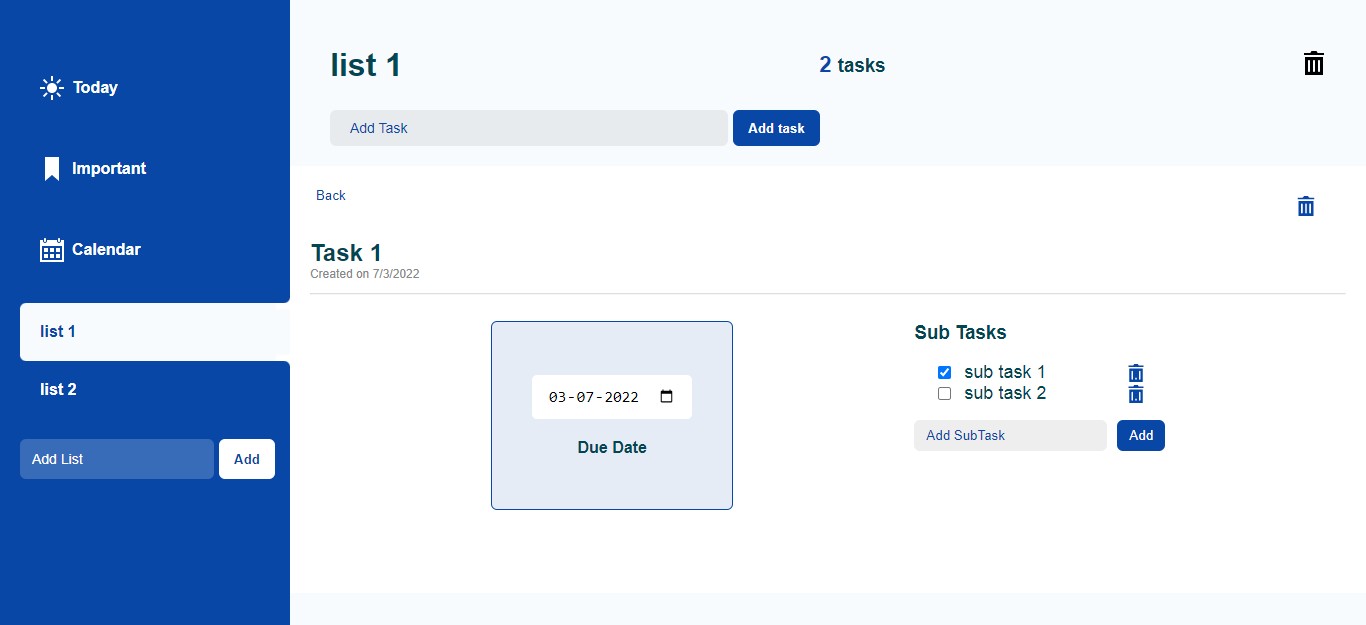 Today
Important
Calendar
list 1
list 2
Add List
Add
list 1
2 tasks
Add Task
Add task
Back
Task 1
Created on 7/3/2022
03-07-2022
Due Date
Sub Tasks
sub task 1
sub task 2
Add SubTask
Add